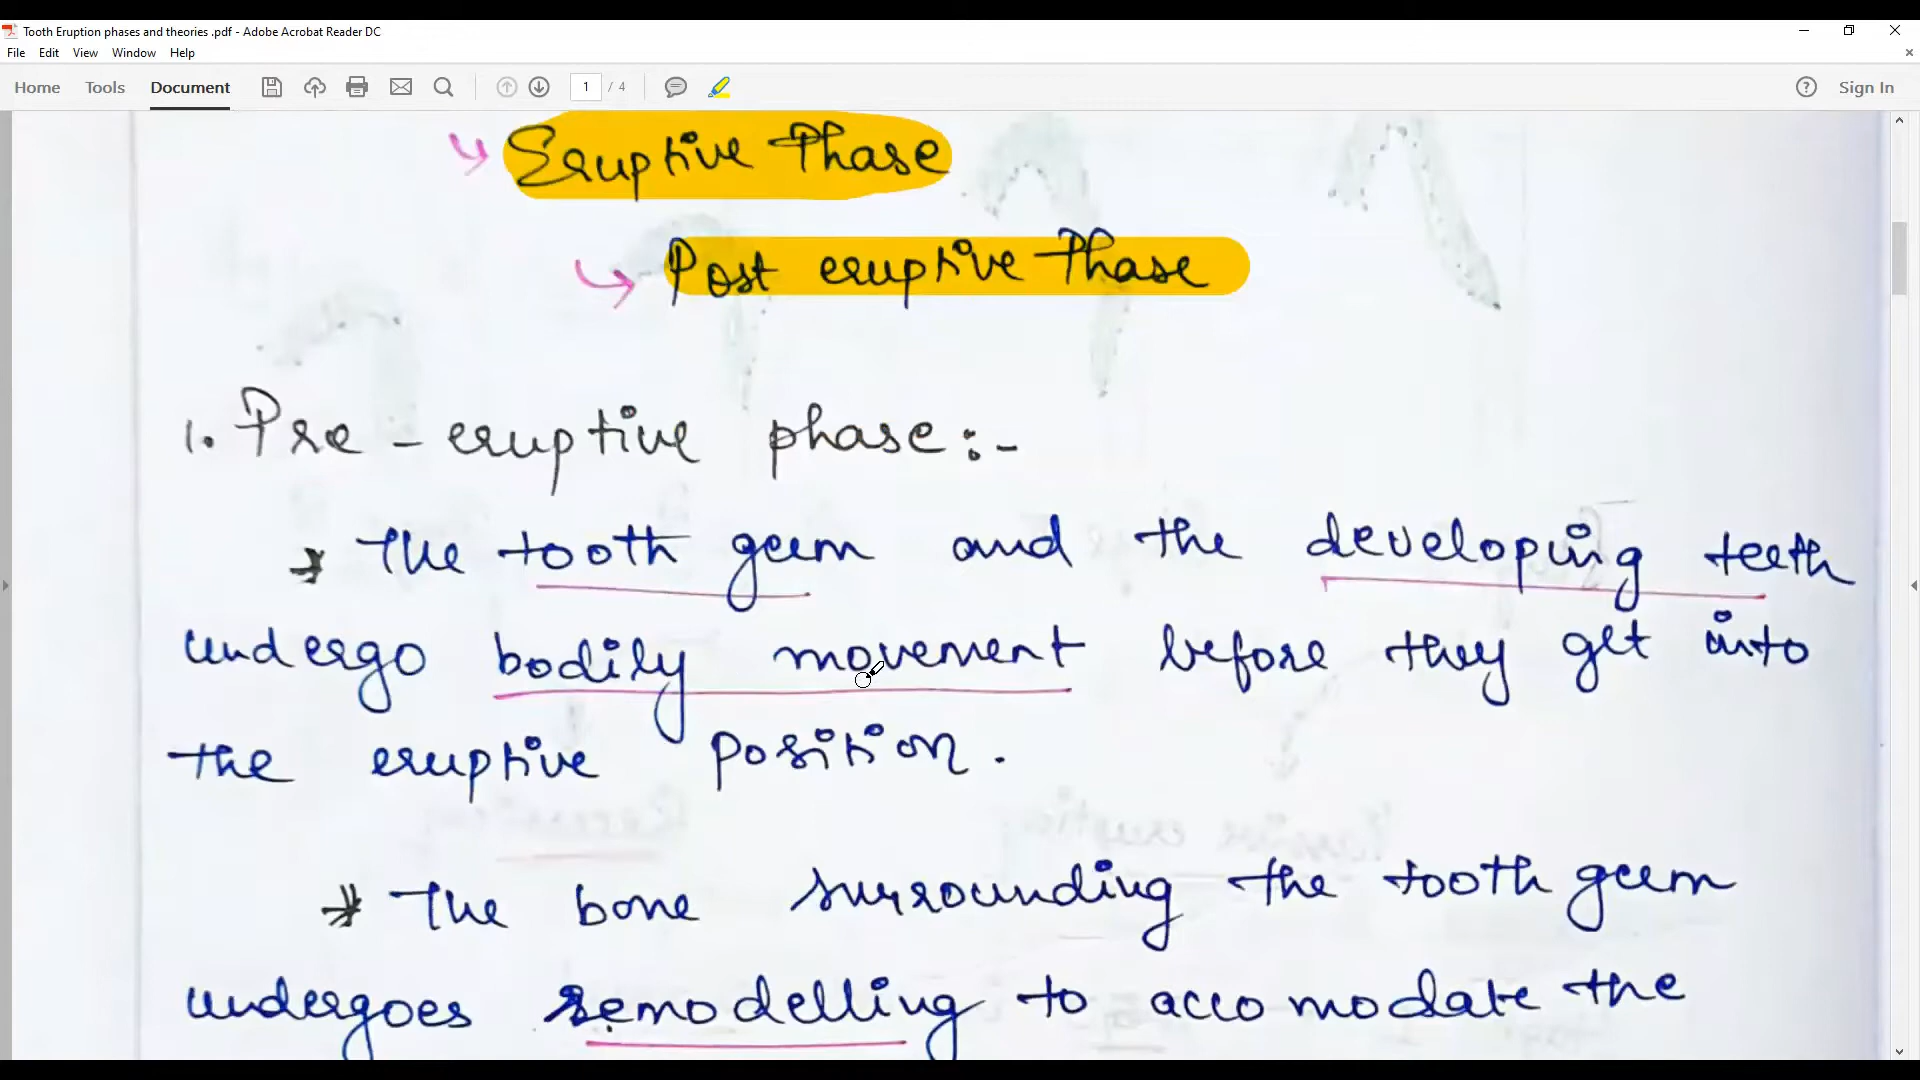 Tooth Eruption phases and theories .pdf - Adobe Acrobat Reader DC
File Edit View Window Help
Home Tools Document 1 / 4 Sign In
Eruptive Phase
Post eruptive Phase
1. Pre - eruptive phase :-
The tooth germ and the developing teeth
undergo bodily movement before they get into
the eruptive position.
The bone surrounding the tooth germ
undergoes remodelling to accomodate the